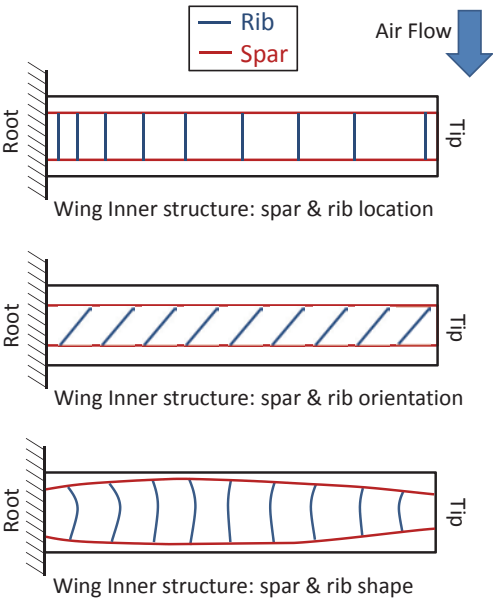 Rib
Spar
Air Flow
Root
Tip
Wing Inner structure: spar & rib location
Root
Tip
Wing Inner structure: spar & rib orientation
Root
Tip
Wing Inner structure: spar & rib shape